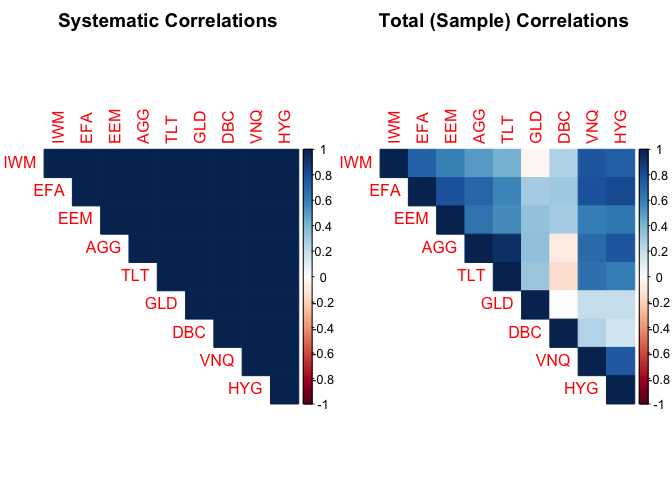 Systematic Correlations
IWM EFA EEM AGG TLT GLD DBC VNQ HYG
IWM
EFA
EEM
AGG
TLT
GLD
DBC
VNQ
HYG
1
0.8
0.6
0.4
0.2
0
-0.2
-0.4
-0.6
-0.8
-1
Total (Sample) Correlations
IWM EFA EEM AGG TLT GLD DBC VNQ HYG
IWM
EFA
EEM
AGG
TLT
GLD
DBC
VNQ
HYG
1
0.8
0.6
0.4
0.2
0
-0.2
-0.4
-0.6
-0.8
-1